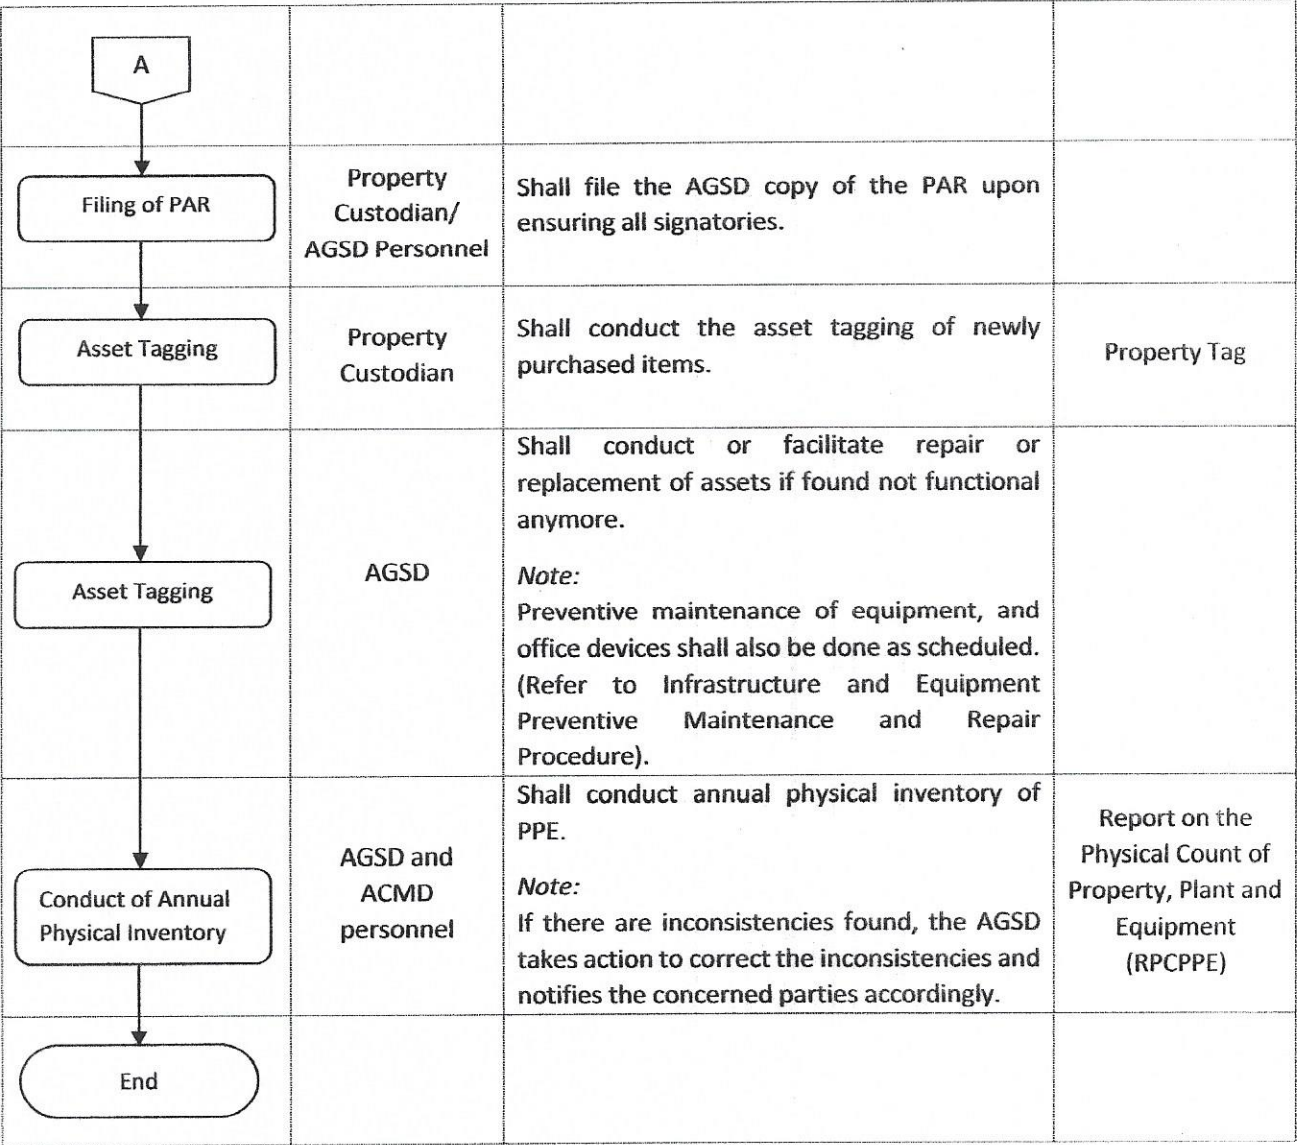 A
Filing of PAR
Property
Custodian/
AGSD Personnel
Shall file the AGSD copy of the PAR upon
ensuring all signatories.
Asset Tagging
Property
Custodian
Shall conduct the asset tagging of newly
purchased items.
Property Tag
Asset Tagging
AGSD
Shall conduct or facilitate repair or
replacement of assets if found not functional
anymore.
Note:
Preventive maintenance of equipment, and
office devices shall also be done as scheduled.
(Refer to Infrastructure and Equipment
Preventive Maintenance and Repair
Procedure).
Conduct of Annual
Physical Inventory
AGSD and
ACMD
personnel
Shall conduct annual physical inventory of
PPE.
Note:
If there are inconsistencies found, the AGSD
takes action to correct the inconsistencies and
notifies the concerned parties accordingly.
Report on the
Physical Count of
Property, Plant and
Equipment
(RPCPPE)
End